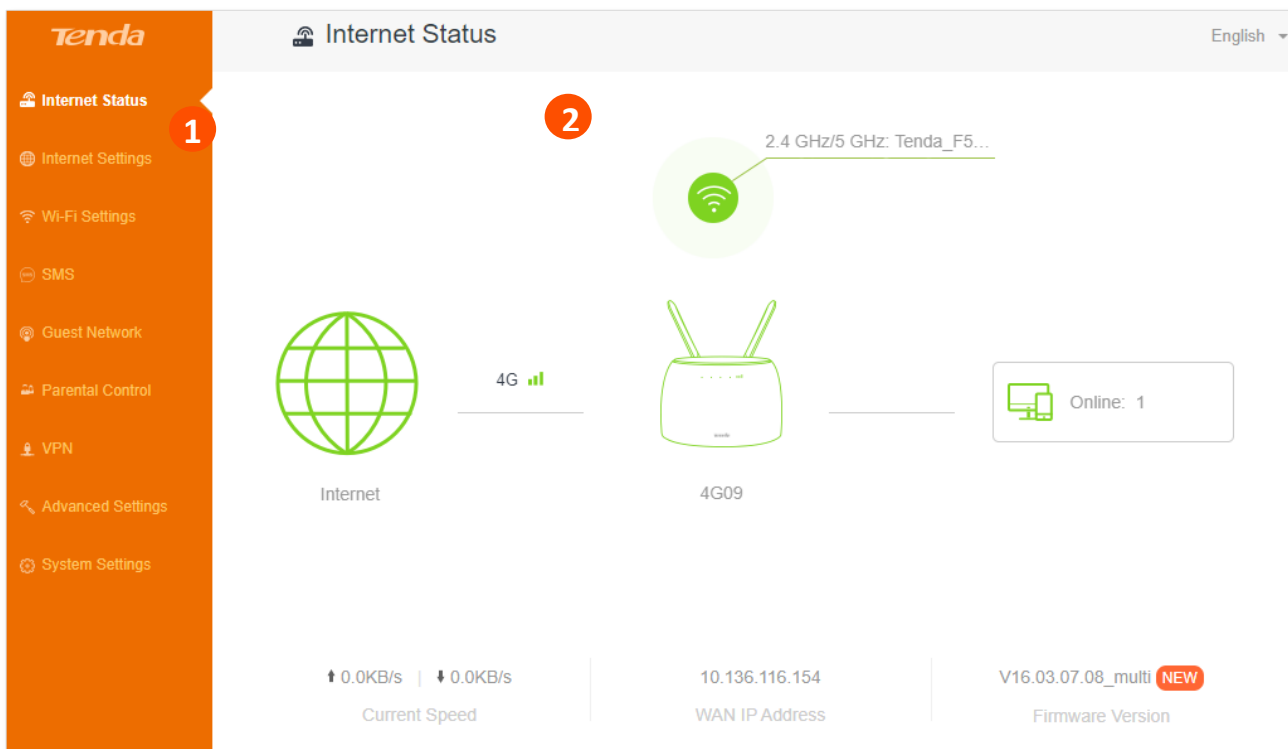 Tenda
Internet Status
English
Internet Status
1
2
2.4 GHz/5 GHz: Tenda_F5...
Internet Settings
Wi-Fi Settings
SMS
Guest Network
Parental Control
VPN
Advanced Settings
System Settings
4G
Online: 1
Internet
4G09
0.0KB/s | 0.0KB/s
Current Speed
10.136.116.154
WAN IP Address
V16.03.07.08_multi NEW
Firmware Version